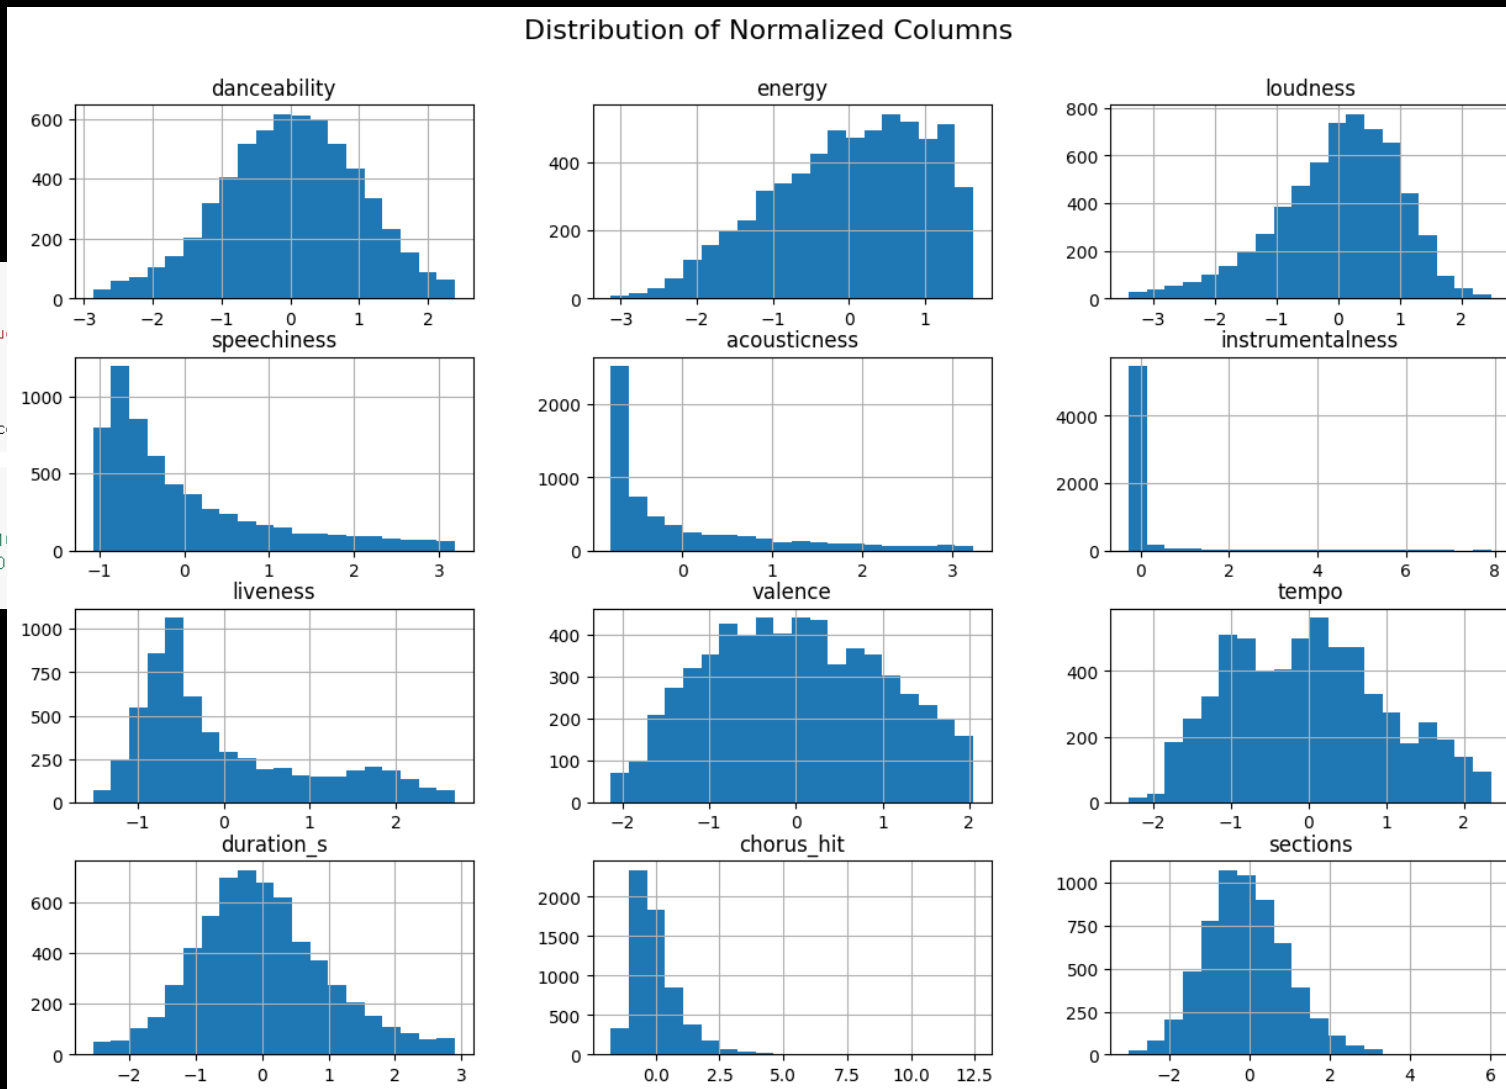 Distribution of Normalized Columns
danceability energy loudness
600
400
200
0
−3 −2 −1 0 1 2
400
200
0
−3 −2 −1 0 1
800
600
400
200
0
−3 −2 −1 0 1 2
speechiness acousticness instrumentalness
1000
500
0
−1 0 1 2 3
2000
1000
0
0 1 2 3
4000
2000
0
0 2 4 6 8
liveness valence tempo
1000
750
500
250
0
−1 0 1 2
400
300
200
100
0
−2 −1 0 1 2
400
200
0
−2 −1 0 1 2
duration_s chorus_hit sections
600
400
200
0
−2 −1 0 1 2 3
2000
1500
1000
500
0
0.0 2.5 5.0 7.5 10.0 12.5
1000
750
500
250
0
−2 0 2 4 6